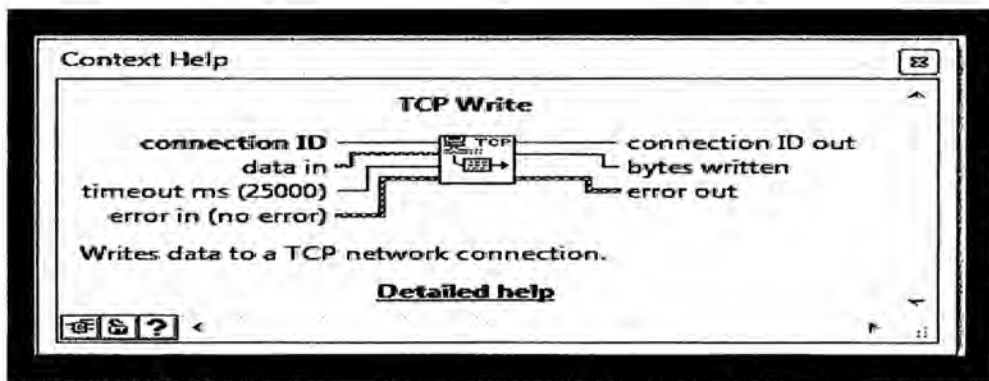 Context Help
TCP Write
connection ID
TCP
connection ID out
data in
bytes written
timeout ms (25000)
error out
error in (no error)
Writes data to a TCP network connection.
Detailed help
?